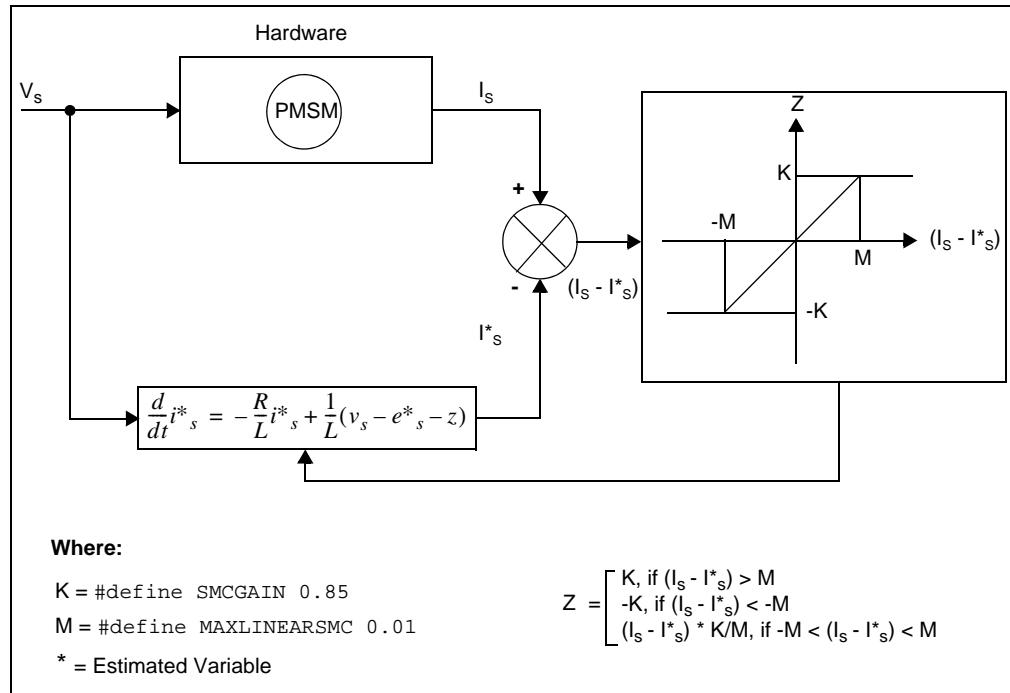 Hardware
Vs
PMSM
Is
+
-
I*s
(Is - I*s)
Z
K
-M
M
(Is - I*s)
-K
d/dt i*s = -R/L i*s + 1/L(vs - e*s - z)
Where:
K = #define SMCGAIN 0.85
M = #define MAXLINEARSMC 0.01
* = Estimated Variable
Z =
K, if (Is - I*s) > M
-K, if (Is - I*s) < -M
(Is - I*s) * K/M, if -M < (Is - I*s) < M